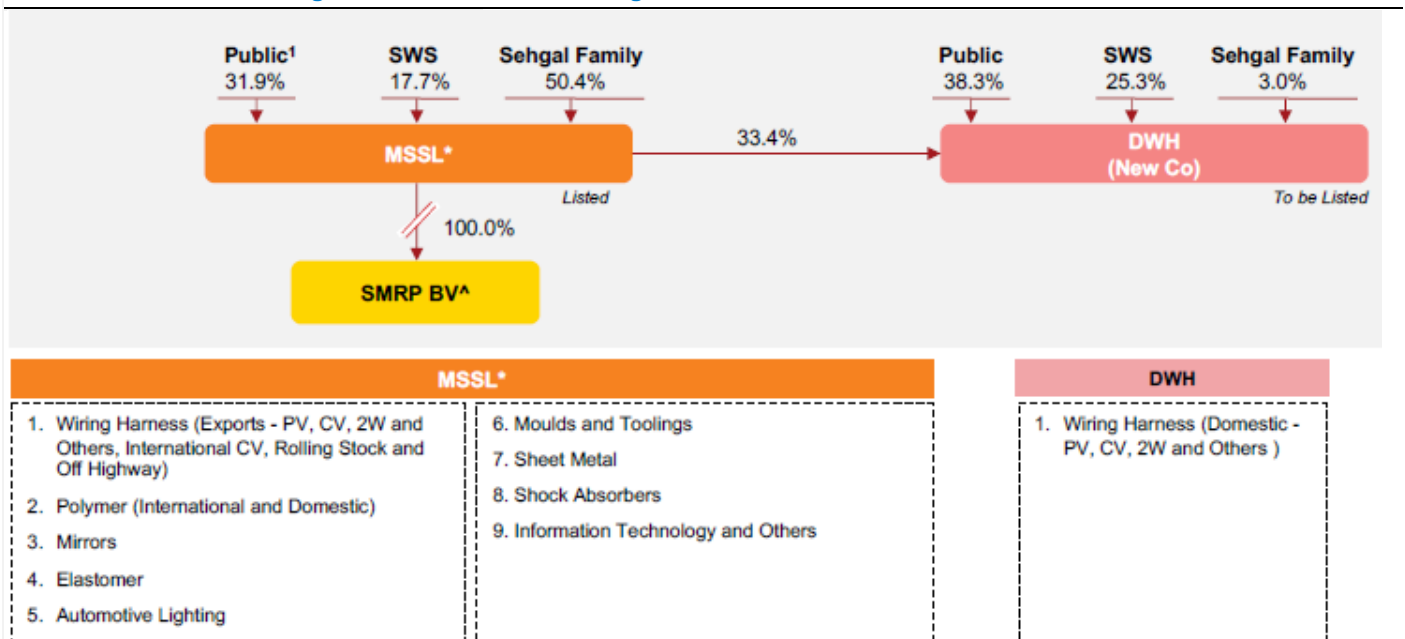 Public¹ SWS Sehgal Family
31.9% 17.7% 50.4%
Public SWS Sehgal Family
38.3% 25.3% 3.0%
MSSL*
33.4%
DWH
(New Co)
Listed
To be Listed
100.0%
SMRP BV^
MSSL*
1. Wiring Harness (Exports - PV, CV, 2W and
Others, International CV, Rolling Stock and
Off Highway)
2. Polymer (International and Domestic)
3. Mirrors
4. Elastomer
5. Automotive Lighting
6. Moulds and Toolings
7. Sheet Metal
8. Shock Absorbers
9. Information Technology and Others
DWH
1. Wiring Harness (Domestic -
PV, CV, 2W and Others )